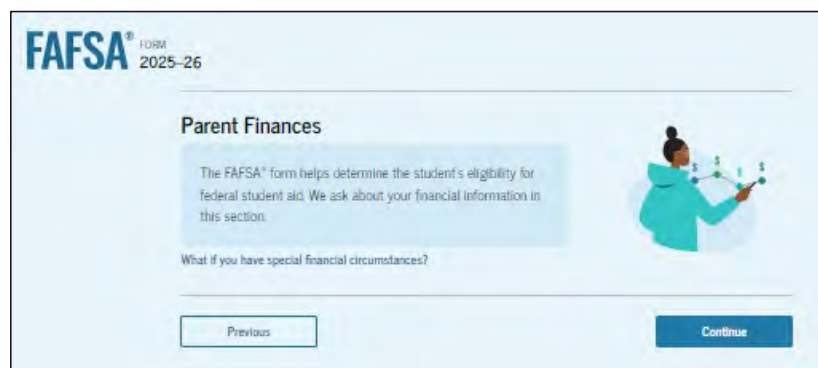 FAFSA® FORM
2025–26
Parent Finances
The FAFSA® form helps determine the student's eligibility for
federal student aid. We ask about your financial information in
this section.
What if you have special financial circumstances?
$ $ $ $
Previous
Continue